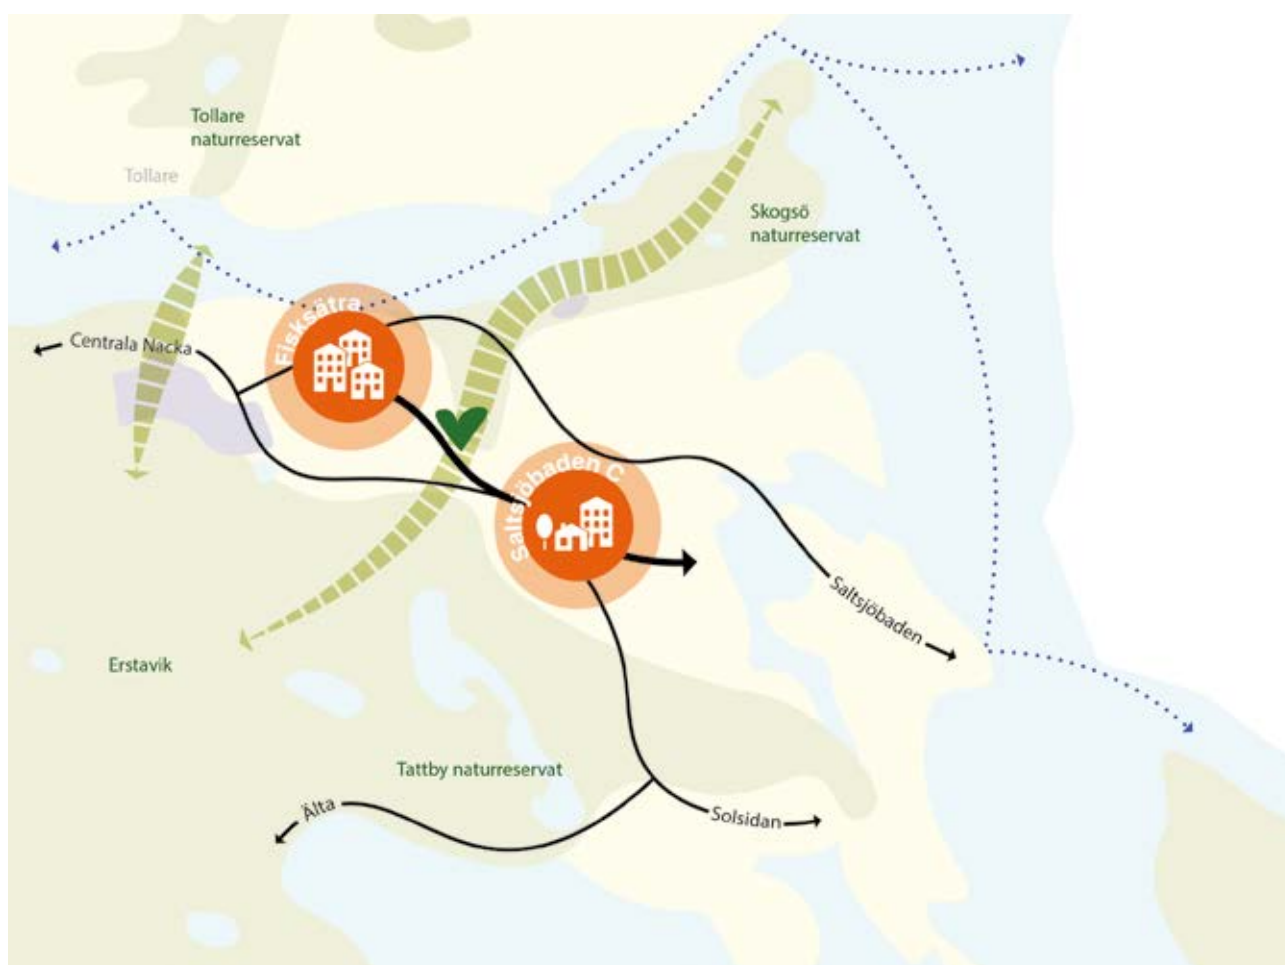 Tollare
naturreservat
Tollare
Skogsö
naturreservat
Fisksätra
Centrala Nacka
Saltsjöbaden C
Saltsjöbaden
Erstavik
Tattby naturreservat
Älta
Solsidan